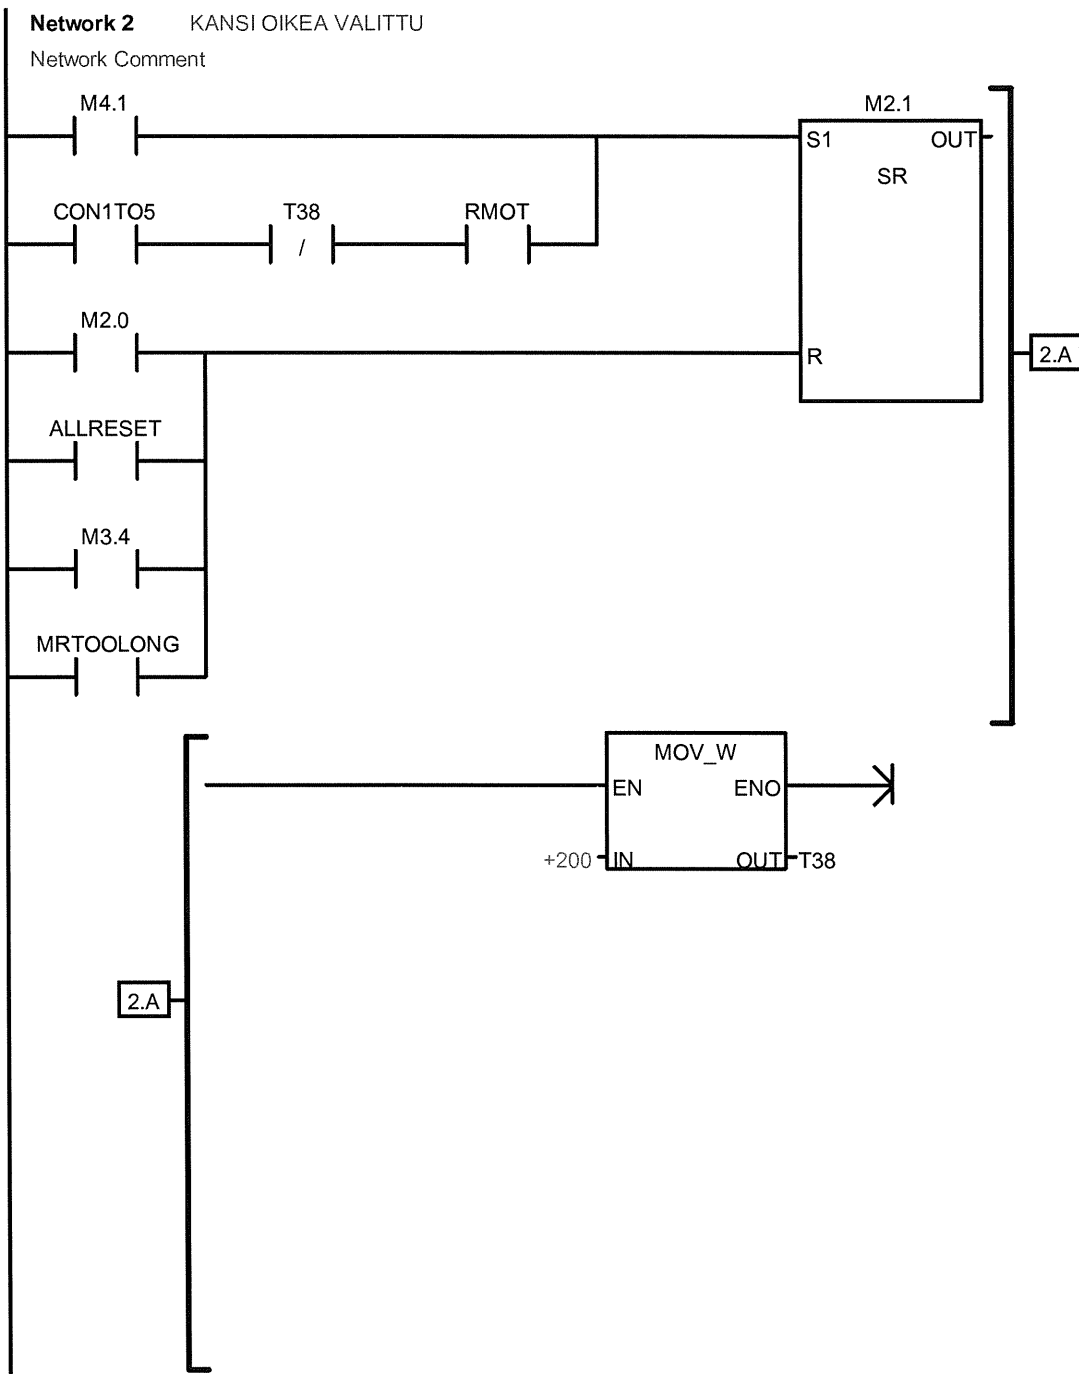 Network 2 KANSI OIKEA VALITTU
Network Comment
M4.1 M2.1
S1 OUT
SR
CON1TO5 T38 RMOT
/
M2.0
R
2.A
ALLRESET
M3.4
MRTOOLONG
MOV_W
EN ENO
+200 IN OUT T38
2.A